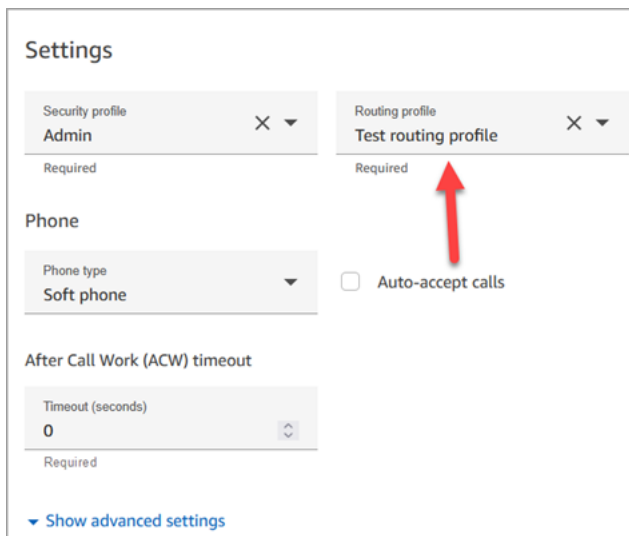 Settings
Security profile
Admin
Required
Routing profile
Test routing profile
Required
Phone
Phone type
Soft phone
Auto-accept calls
After Call Work (ACW) timeout
Timeout (seconds)
0
Required
Show advanced settings